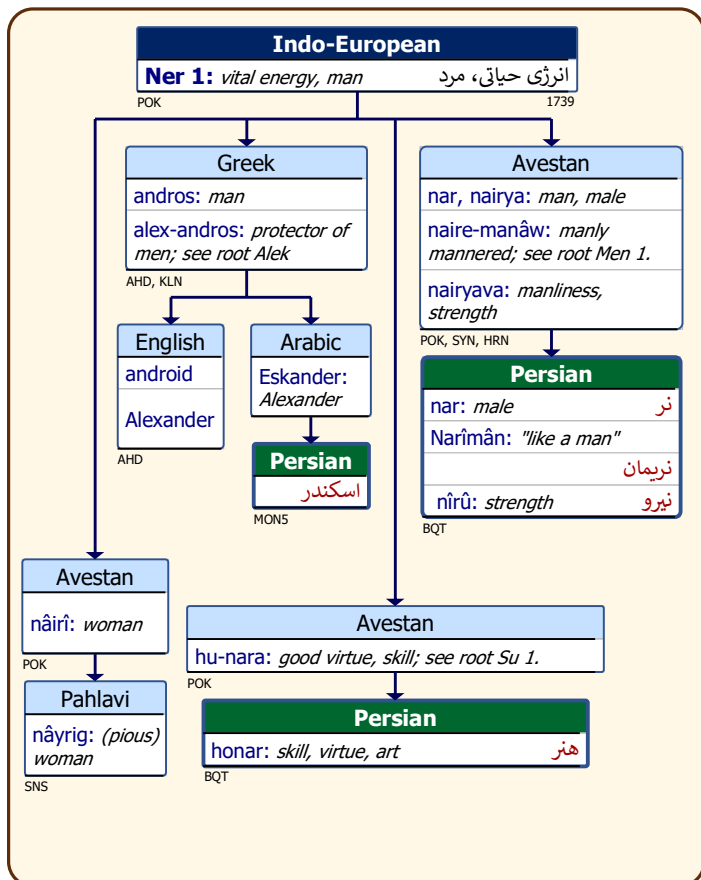 Indo-European
Ner 1: vital energy, man انرژی حیاتی، مرد
POK 1739
Greek
andros: man
alex-andros: protector of
men; see root Alek
AHD, KLN
Avestan
nar, nairya: man, male
naire-manâw: manly
mannered; see root Men 1.
nairyava: manliness,
strength
POK, SYN, HRN
English
android
Alexander
AHD
Arabic
Eskander:
Alexander
Persian
اسکندر
MON5
Persian
nar: male نر
Narîmân: "like a man"
نریمان
nîrû: strength نیرو
BQT
Avestan
nâirî: woman
POK
Pahlavi
nâyrig: (pious)
woman
SNS
Avestan
hu-nara: good virtue, skill; see root Su 1.
POK
Persian
honar: skill, virtue, art هنر
BQT